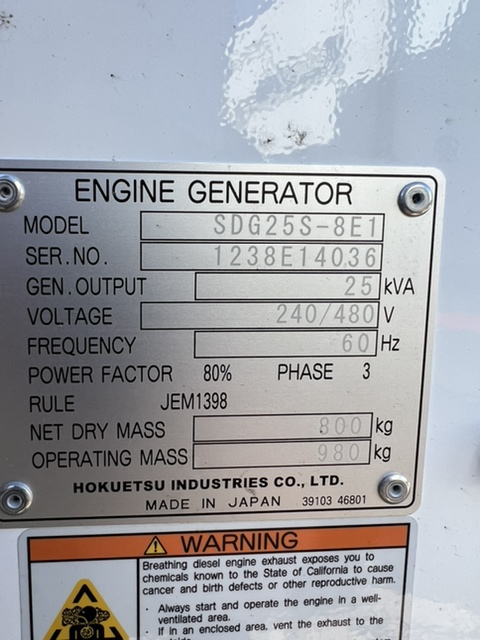 ENGINE GENERATOR
MODEL SDG25S-8E1
SER.NO. 1238E14036
GEN.OUTPUT 25 kVA
VOLTAGE 240/480 V
FREQUENCY 60 Hz
POWER FACTOR 80% PHASE 3
RULE JEM1398
NET DRY MASS 800 kg
OPERATING MASS 980 kg
HOKUETSU INDUSTRIES CO., LTD.
MADE IN JAPAN 39103 46801
WARNING
Breathing diesel engine exhaust exposes you to
chemicals known to the State of California to cause
cancer and birth defects or other reproductive harm.
· Always start and operate the engine in a well-
ventilated area.
· If in an enclosed area, vent the exhaust to the